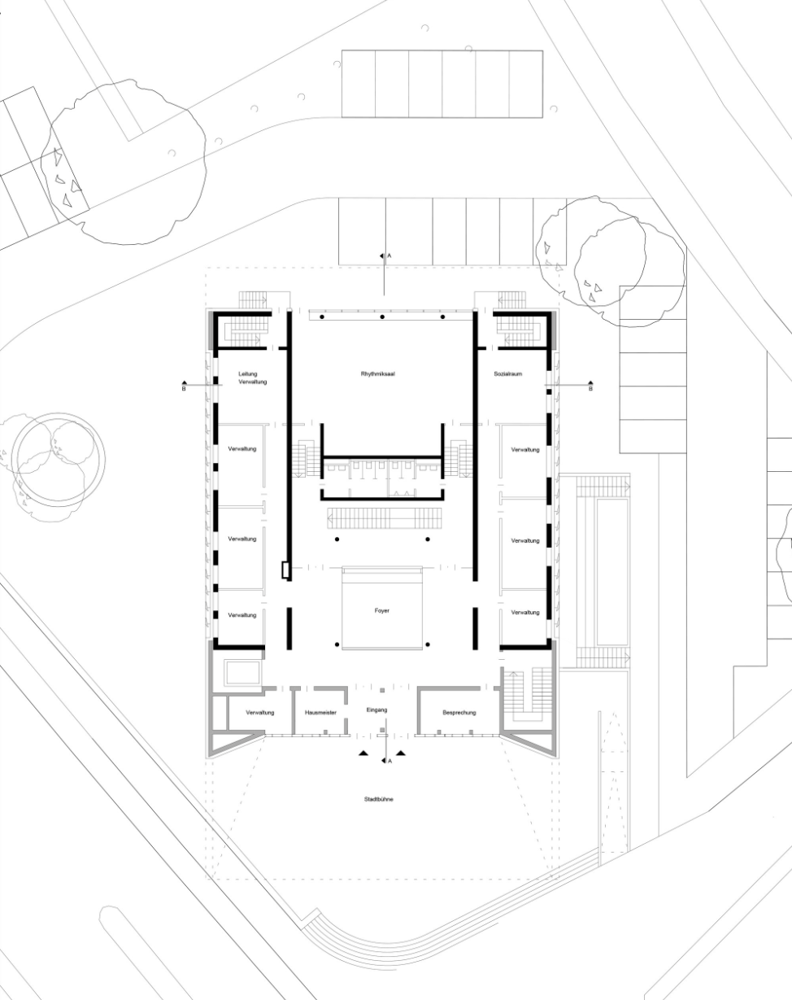 A
Leitung
Verwaltung
Rhythmiksaal
Sozialraum
B
B
Verwaltung
Verwaltung
Verwaltung
Verwaltung
Foyer
Verwaltung
Verwaltung
Verwaltung
Hausmeister
Eingang
Besprechung
A
Stadtbühne